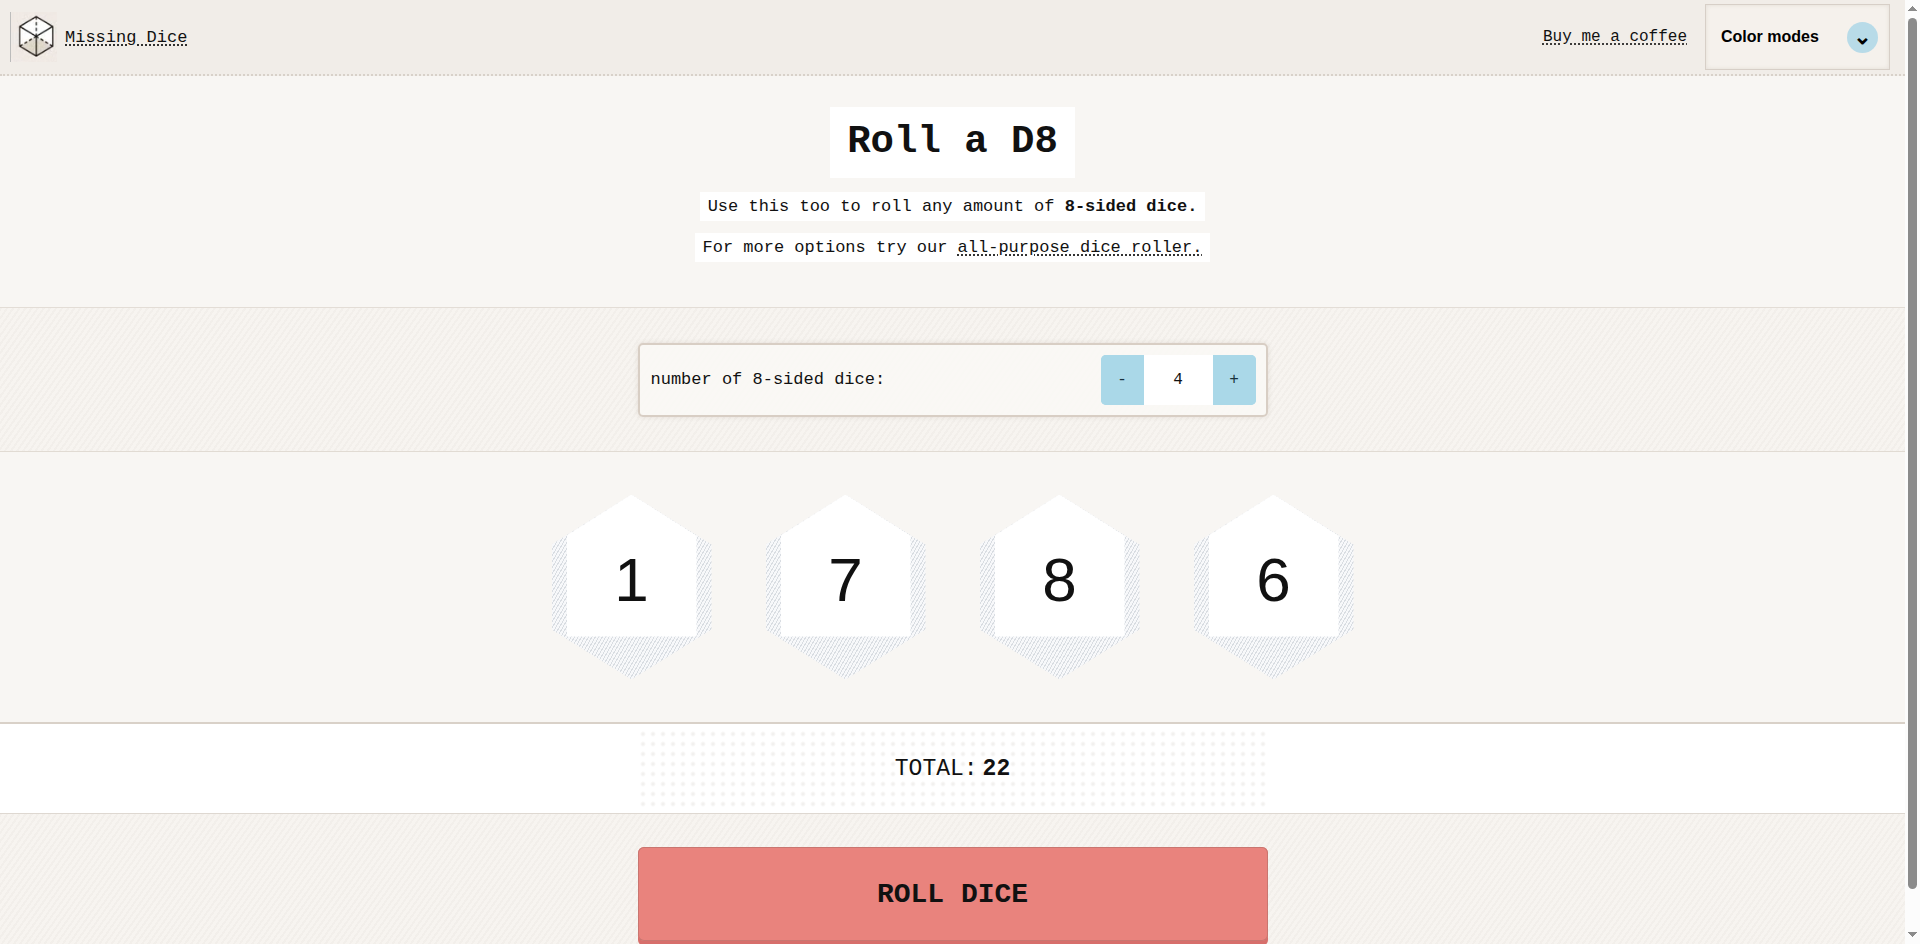 Missing Dice
Buy me a coffee
Color modes
Roll a D8
Use this too to roll any amount of 8-sided dice.
For more options try our all-purpose dice roller.
number of 8-sided dice: - 4 +
1 7 8 6
TOTAL: 22
ROLL DICE